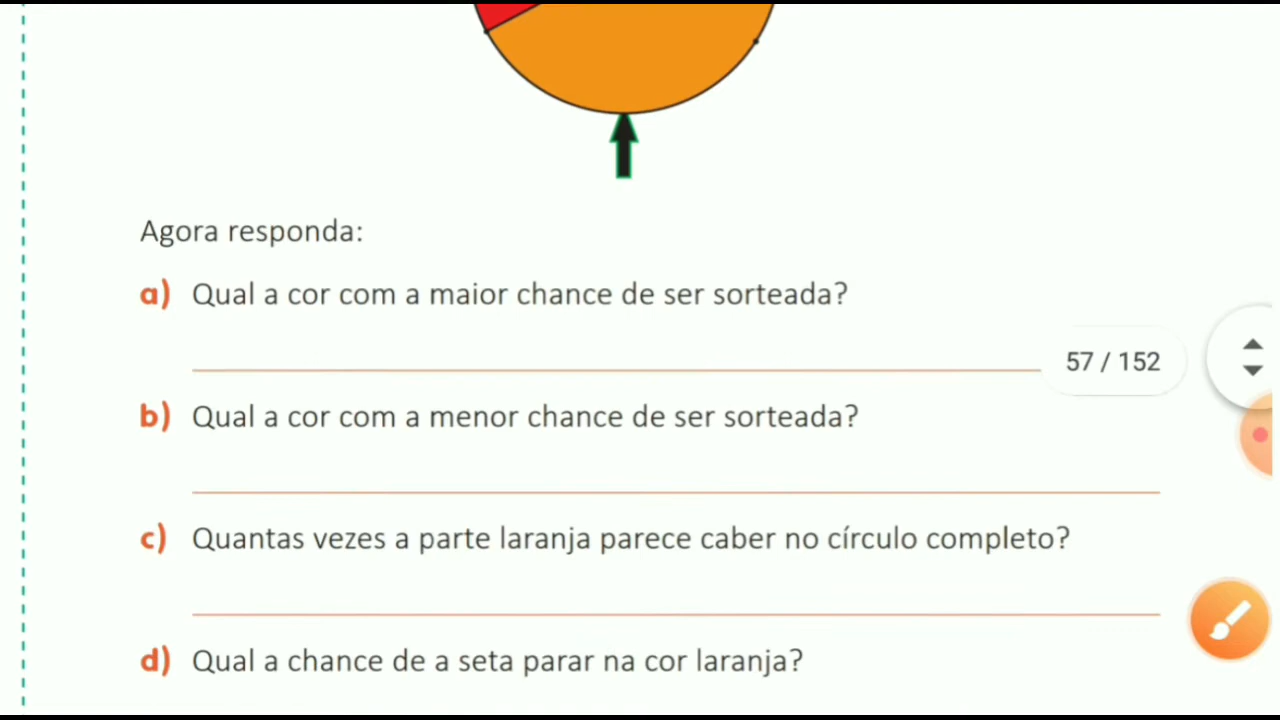 Agora responda:
a) Qual a cor com a maior chance de ser sorteada?
57 / 152
b) Qual a cor com a menor chance de ser sorteada?
c) Quantas vezes a parte laranja parece caber no círculo completo?
d) Qual a chance de a seta parar na cor laranja?